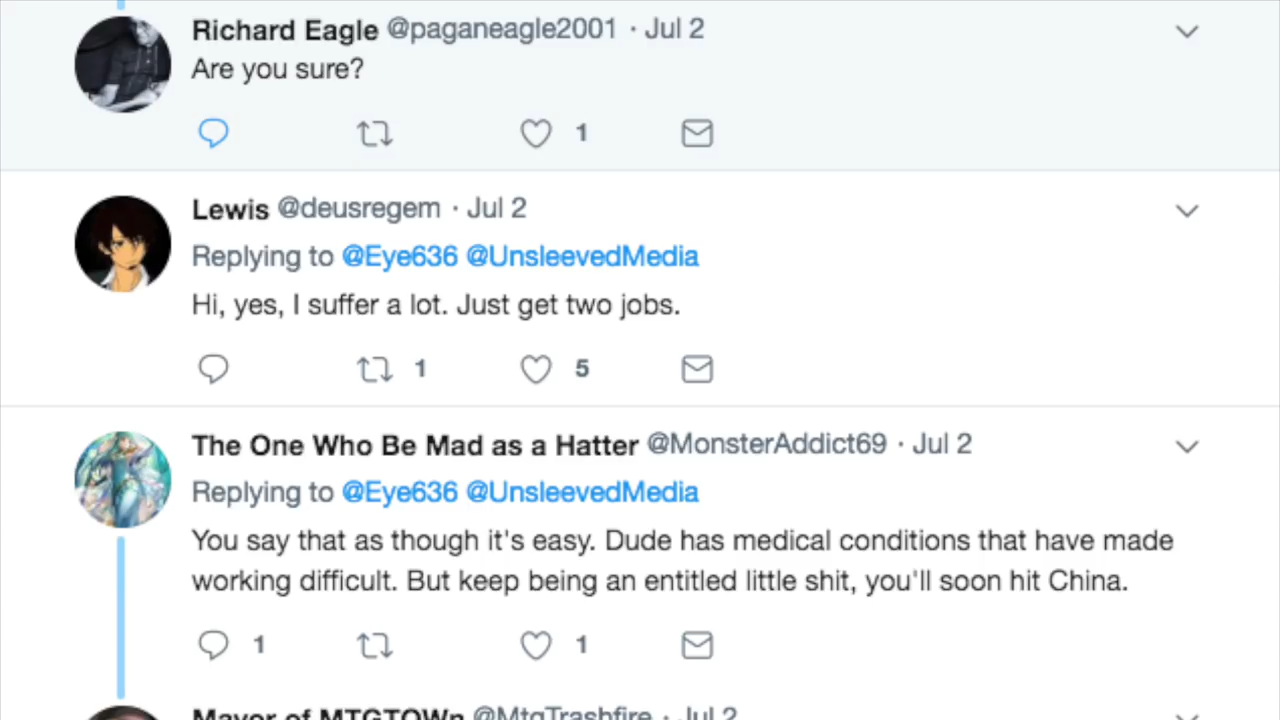 Richard Eagle @paganeagle2001 · Jul 2
Are you sure?
1
Lewis @deusregem · Jul 2
Replying to @Eye636 @UnsleevedMedia
Hi, yes, I suffer a lot. Just get two jobs.
1 5
The One Who Be Mad as a Hatter @MonsterAddict69 · Jul 2
Replying to @Eye636 @UnsleevedMedia
You say that as though it's easy. Dude has medical conditions that have made
working difficult. But keep being an entitled little shit, you'll soon hit China.
1 1
Mayor of MTGTOWn @MtgTrashfire · Jul 2